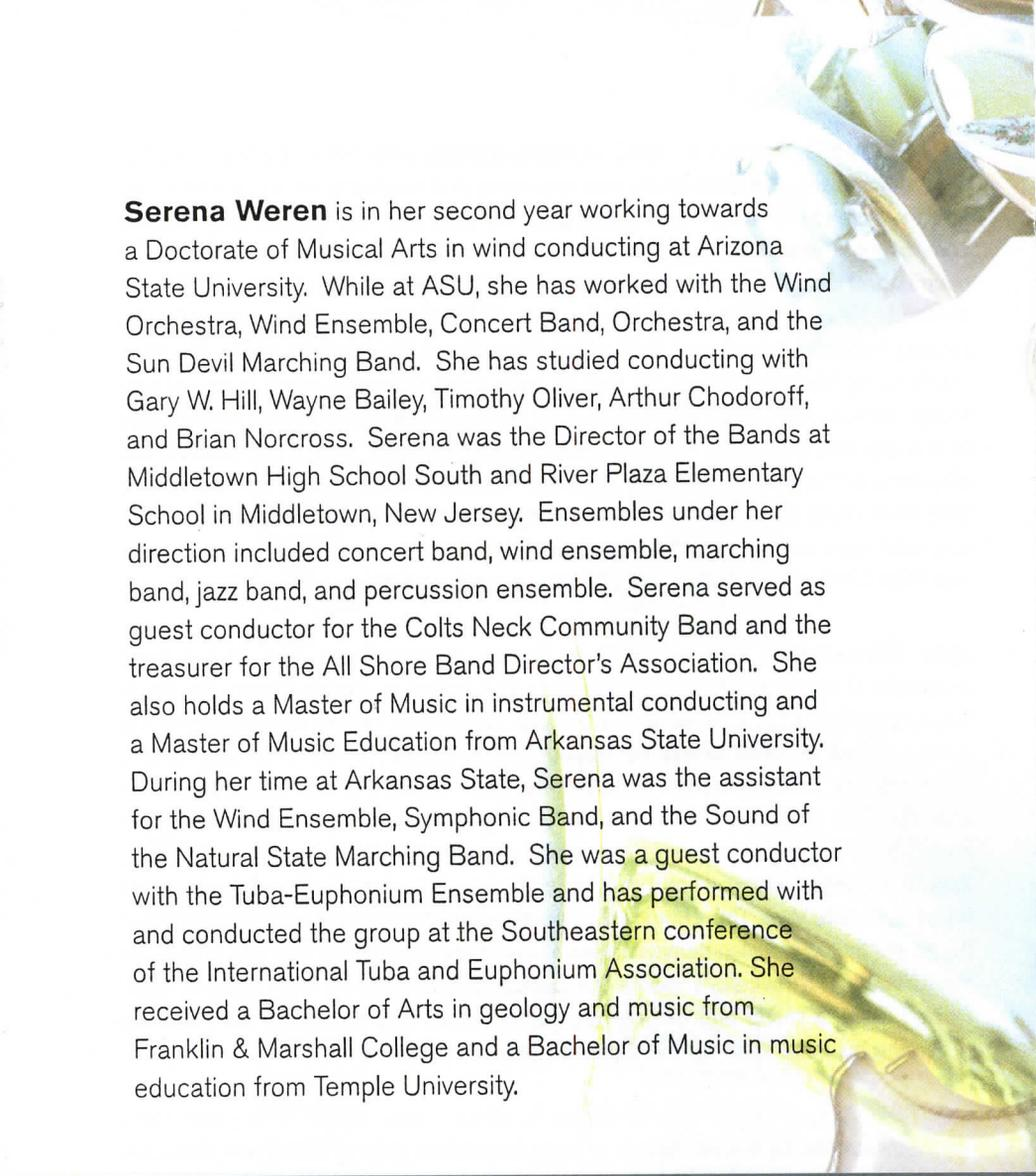 Serena Weren is in her second year working towards
a Doctorate of Musical Arts in wind conducting at Arizona
State University.  While at ASU, she has worked with the Wind
Orchestra, Wind Ensemble, Concert Band, Orchestra, and the
Sun Devil Marching Band.  She has studied conducting with
Gary W. Hill, Wayne Bailey, Timothy Oliver, Arthur Chodoroff,
and Brian Norcross.  Serena was the Director of the Bands at
Middletown High School South and River Plaza Elementary
School in Middletown, New Jersey.  Ensembles under her
direction included concert band, wind ensemble, marching
band, jazz band, and percussion ensemble.  Serena served as
guest conductor for the Colts Neck Community Band and the
treasurer for the All Shore Band Director's Association.  She
also holds a Master of Music in instrumental conducting and
a Master of Music Education from Arkansas State University.
During her time at Arkansas State, Serena was the assistant
for the Wind Ensemble, Symphonic Band, and the Sound of
the Natural State Marching Band.  She was a guest conductor
with the Tuba-Euphonium Ensemble and has performed with
and conducted the group at the Southeastern conference
of the International Tuba and Euphonium Association. She
received a Bachelor of Arts in geology and music from
Franklin & Marshall College and a Bachelor of Music in music
education from Temple University.